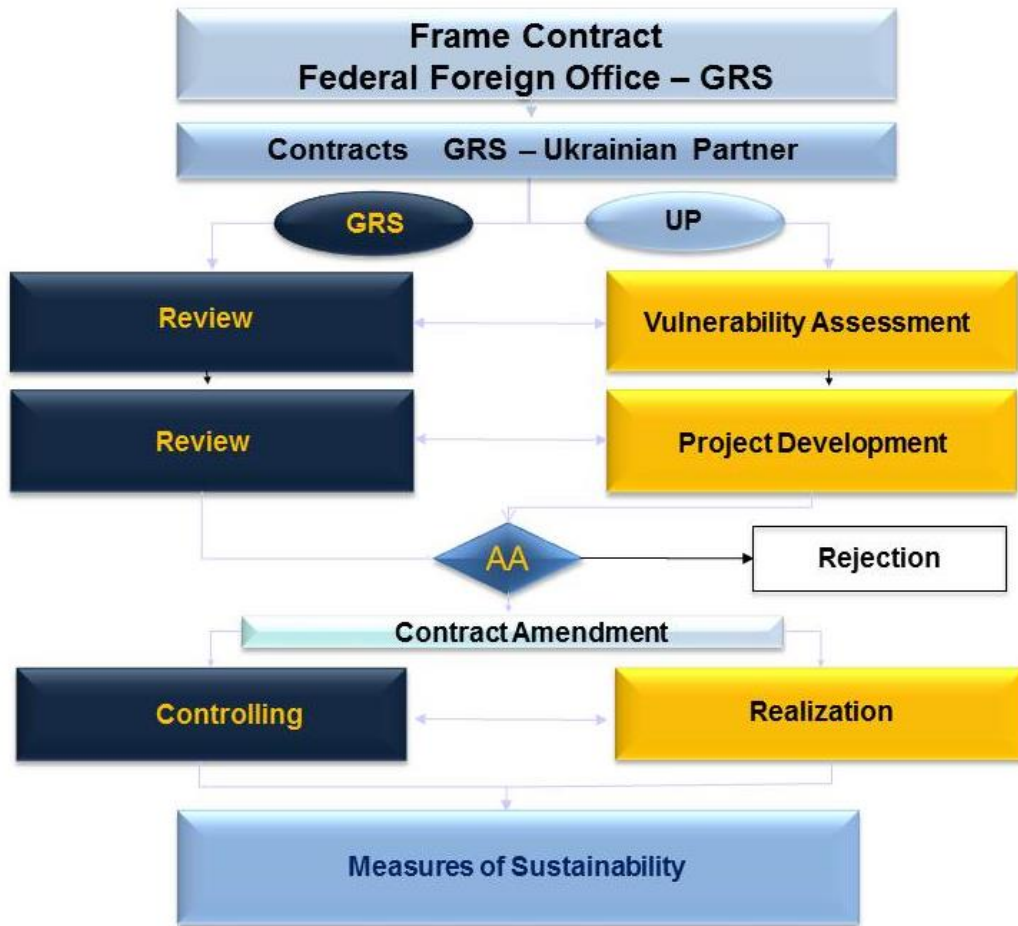 Frame Contract
Federal Foreign Office – GRS
Contracts GRS – Ukrainian Partner
GRS
UP
Review
Vulnerability Assessment
Review
Project Development
AA
Rejection
Contract Amendment
Controlling
Realization
Measures of Sustainability